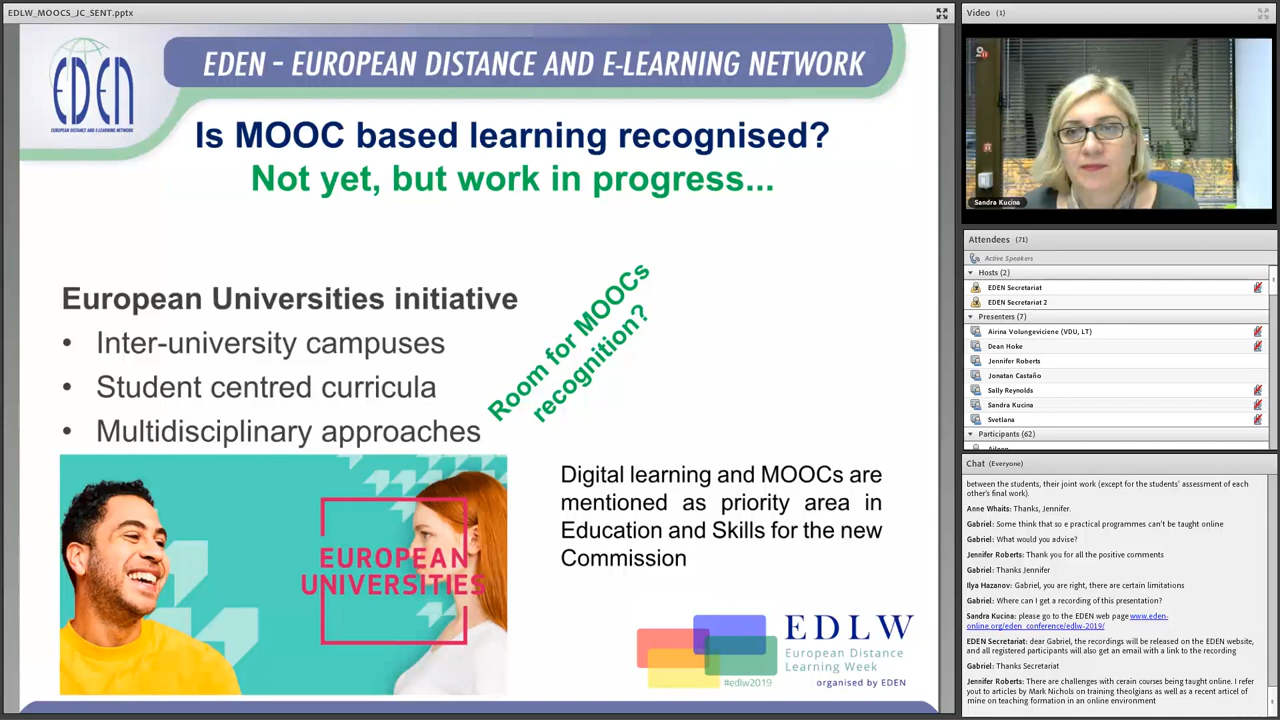 EDLW_MOOCS_JC_SENT.pptx
EDEN
EUROPEAN DISTANCE AND E-LEARNING NETWORK
EDEN – EUROPEAN DISTANCE AND E-LEARNING NETWORK
Is MOOC based learning recognised?
Not yet, but work in progress...
European Universities initiative
• Inter-university campuses
• Student centred curricula
• Multidisciplinary approaches
Room for MOOCs
recognition?
EUROPEAN
UNIVERSITIES
Digital learning and MOOCs are
mentioned as priority area in
Education and Skills for the new
Commission
EDLW
European Distance
Learning Week
#edlw2019
organised by EDEN
Video (1)
Sandra Kucina
Attendees (71)
Active Speakers
Hosts (2)
EDEN Secretariat
EDEN Secretariat 2
Presenters (7)
Airina Volungeviciene (VDU, LT)
Dean Hoke
Jennifer Roberts
Jonatan Castaño
Sally Reynolds
Sandra Kucina
Svetlana
Participants (62)
Chat (Everyone)
between the students, their joint work (except for the students' assessment of each
other's final work).
Anne Whaits: Thanks, Jennifer.
Gabriel: Some think that so e practical programmes can't be taught online
Gabriel: What would you advise?
Jennifer Roberts: Thank you for all the positive comments
Gabriel: Thanks Jennifer
Ilya Hazanov: Gabriel, you are right, there are certain limitations
Gabriel: Where can I get a recording of this presentation?
Sandra Kucina: please go to the EDEN web page www.eden-
online.org/eden_conference/edlw-2019/
EDEN Secretariat: dear Gabriel, the recordings will be released on the EDEN website,
and all registered participants will also get an email with a link to the recording
Gabriel: Thanks Secretariat
Jennifer Roberts: There are challenges with cerain courses being taught online. I refer
yout to articles by Mark Nichols on training theolgians as well as a recent articel of
mine on teaching formation in an online environment